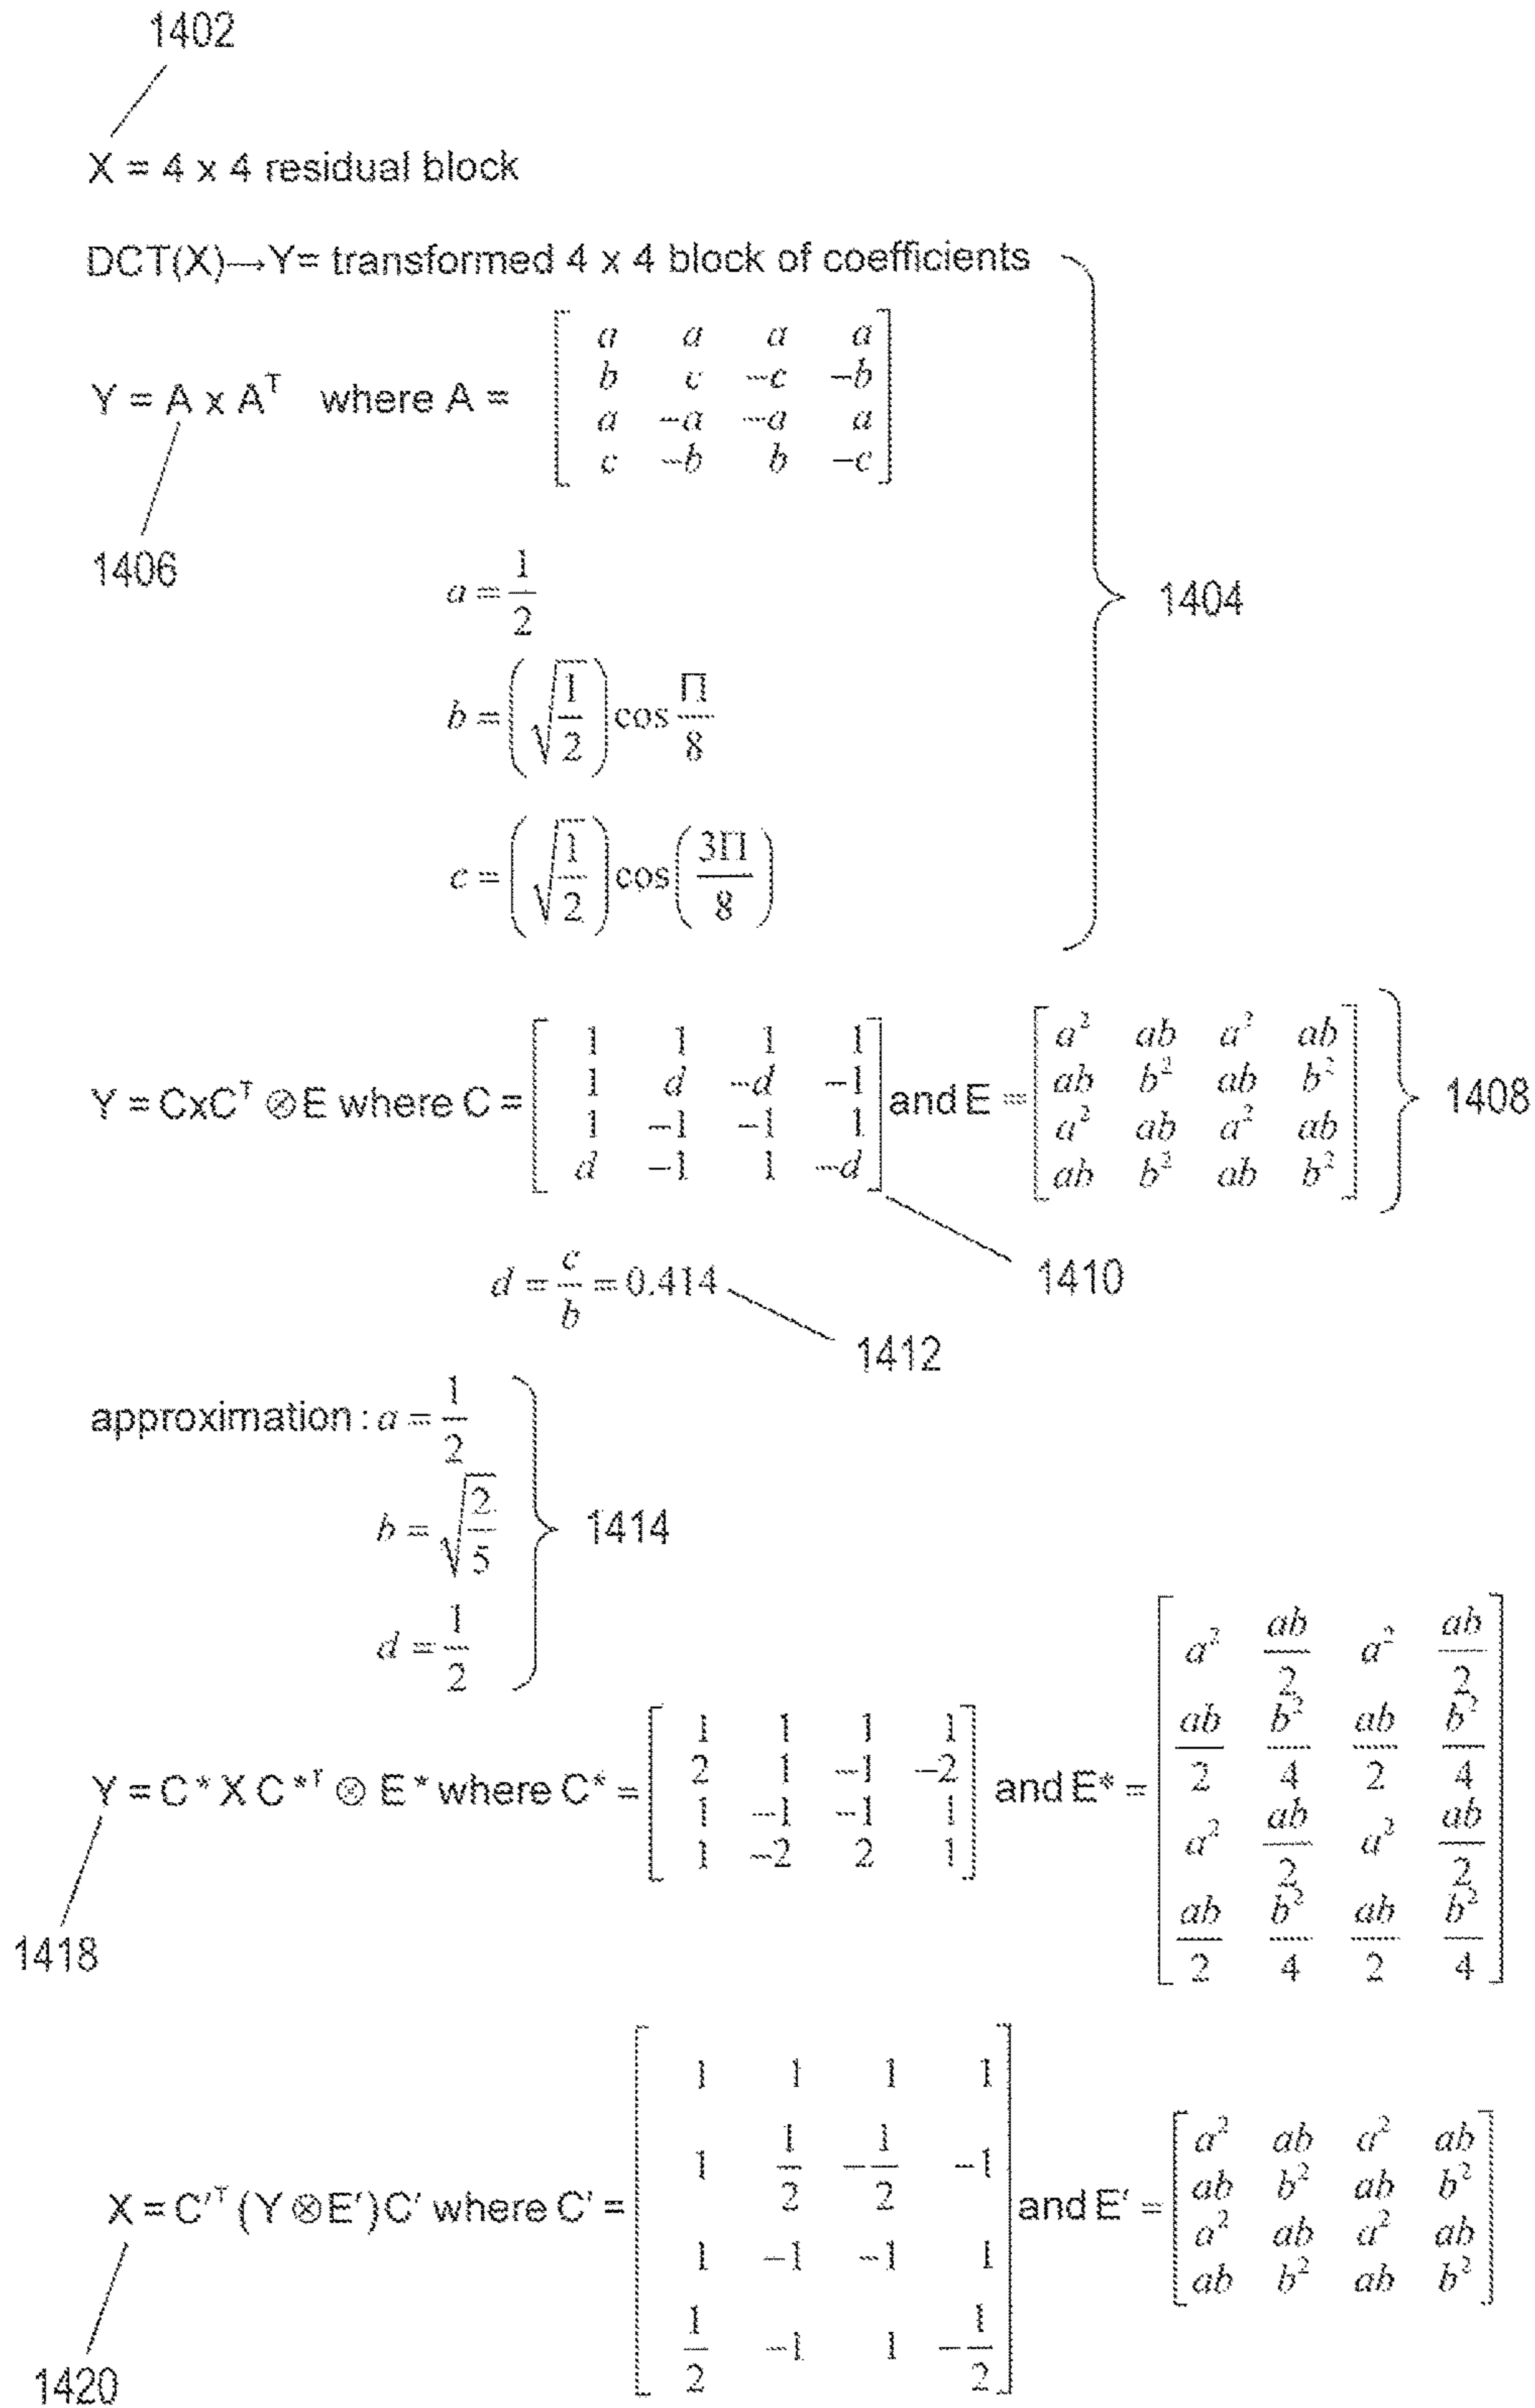 1402
X = 4 x 4 residual block
DCT(X)→Y= transformed 4 x 4 block of coefficients
Y = A x Aᵀ where A = [ a a a a
b c −c −b
a −a −a a
c −b b −c ]
1406
a = 1/2
b = (√(1/2)) cos Π/8
c = (√(1/2)) cos(3Π/8)
1404
Y = CxCᵀ ⊗ E where C = [ 1 1 1 1
1 d −d −1
1 −1 −1 1
d −1 1 −d ]
and E = [ a² ab a² ab
ab b² ab b²
a² ab a² ab
ab b² ab b² ]
1408
1410
d = c/b = 0.414
1412
approximation : a = 1/2
b = √(2/5)
d = 1/2
1414
Y = C* X C*ᵀ ⊗ E* where C* = [ 1 1 1 1
2 1 −1 −2
1 −1 −1 1
1 −2 2 1 ]
and E* = [ a² ab/2 a² ab/2
ab/2 b²/4 ab/2 b²/4
a² ab/2 a² ab/2
ab/2 b²/4 ab/2 b²/4 ]
1418
X = C′ᵀ (Y ⊗ E′) C′ where C′ = [ 1 1 1 1
1 1/2 −1/2 −1
1 −1 −1 1
1/2 −1 1 −1/2 ]
and E′ = [ a² ab a² ab
ab b² ab b²
a² ab a² ab
ab b² ab b² ]
1420